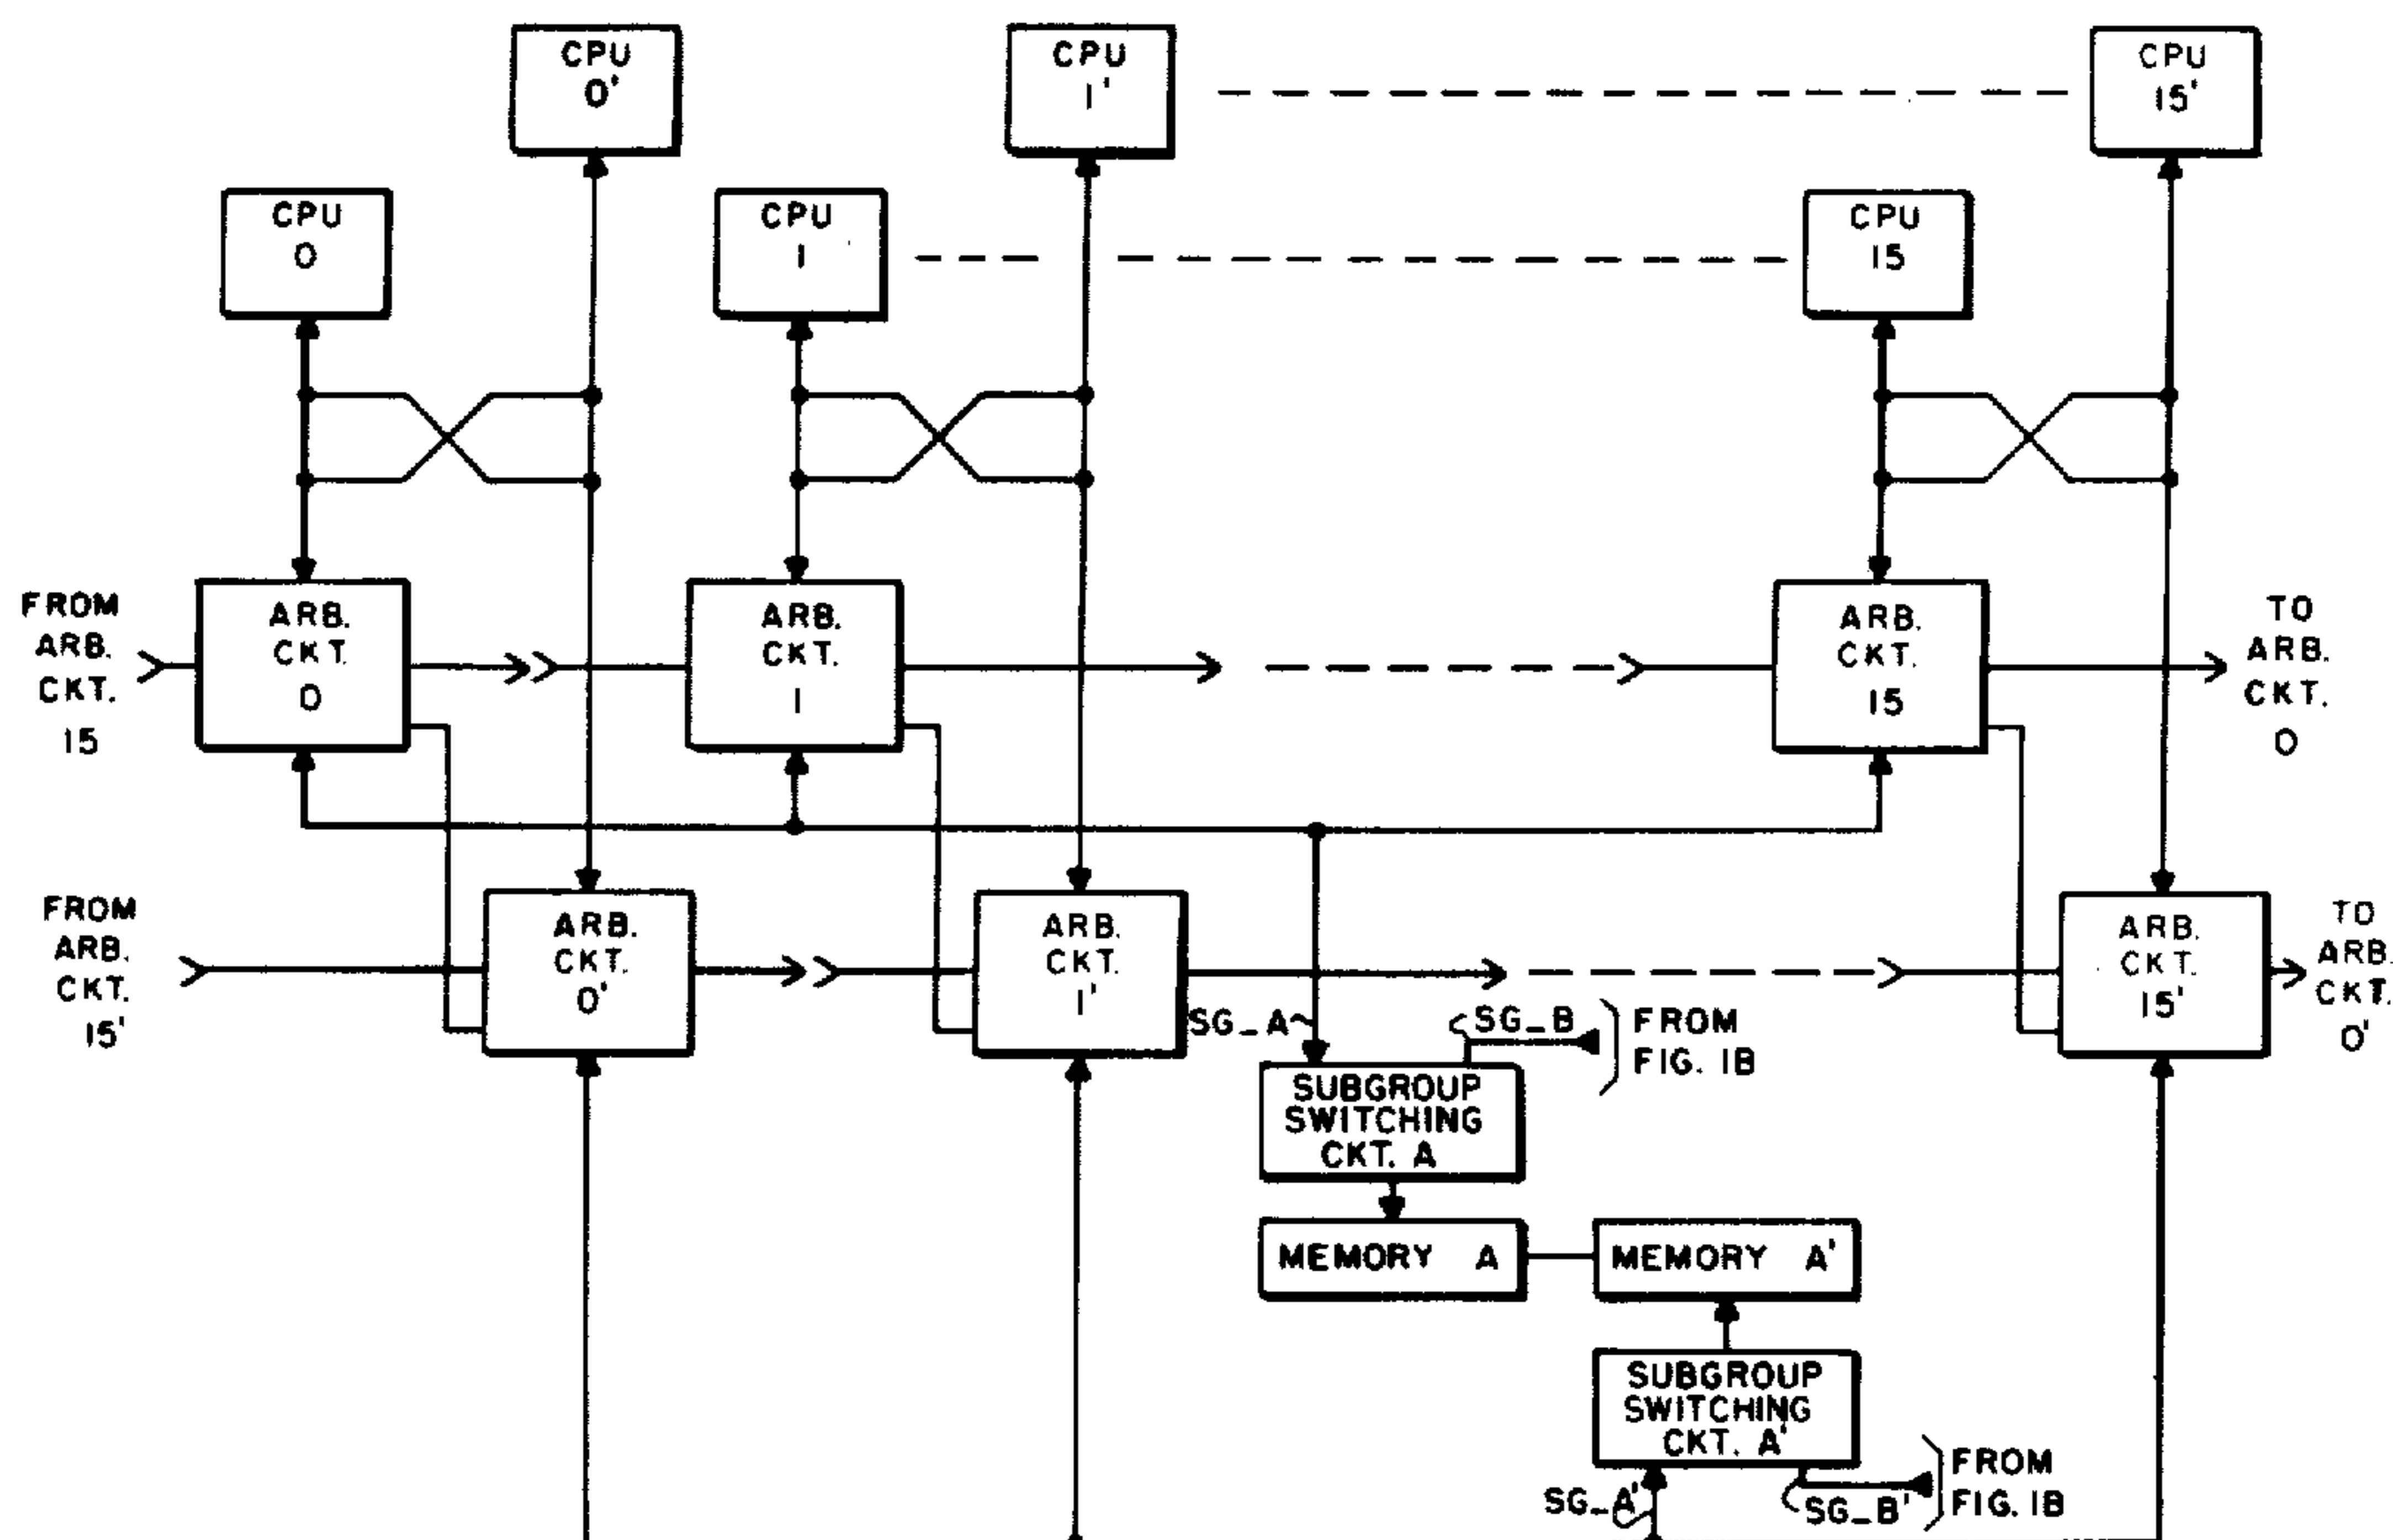 CPU
0'
CPU
1'
CPU
15'
CPU
0
CPU
1
CPU
15
FROM
ARB.
CKT.
15
ARB.
CKT.
0
ARB.
CKT.
1
ARB.
CKT.
15
TO
ARB.
CKT.
0
FROM
ARB.
CKT.
15'
ARB.
CKT.
0'
ARB.
CKT.
1'
ARB.
CKT.
15'
TO
ARB.
CKT.
0'
SG_A
SG_B
FROM
FIG. 1B
SUBGROUP
SWITCHING
CKT. A
MEMORY A
MEMORY A'
SUBGROUP
SWITCHING
CKT. A'
SG_A'
SG_B'
FROM
FIG. 1B